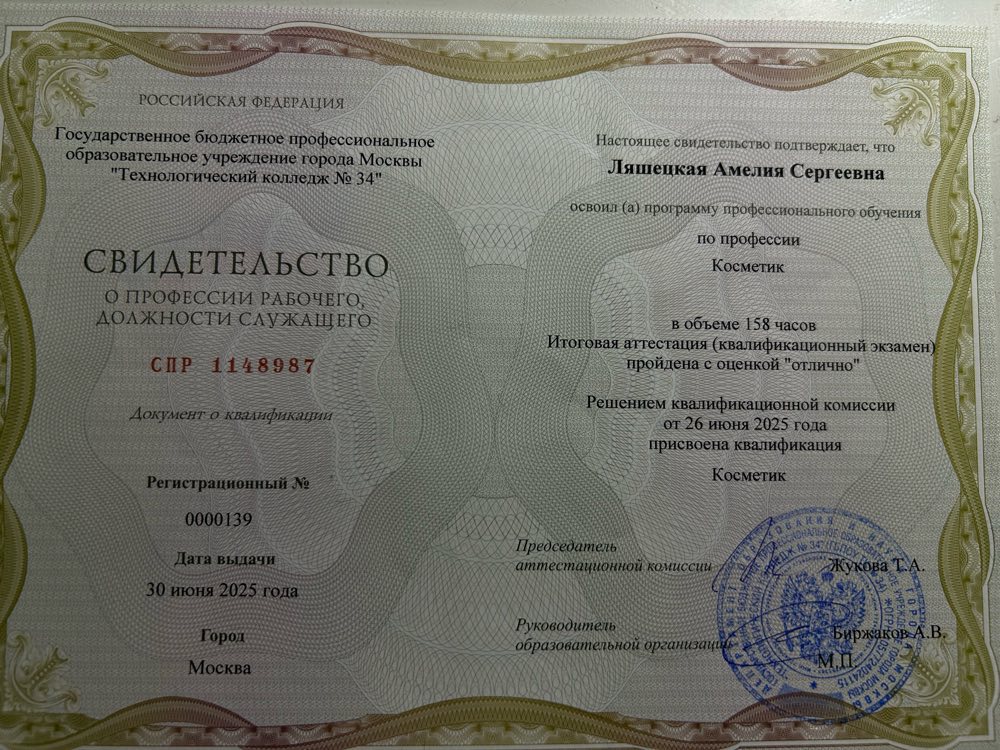 РОССИЙСКАЯ ФЕДЕРАЦИЯ
Государственное бюджетное профессиональное
образовательное учреждение города Москвы
"Технологический колледж № 34"
СВИДЕТЕЛЬСТВО
О ПРОФЕССИИ РАБОЧЕГО,
ДОЛЖНОСТИ СЛУЖАЩЕГО
СПР 1148987
Документ о квалификации
Регистрационный №
0000139
Дата выдачи
30 июня 2025 года
Город
Москва
Настоящее свидетельство подтверждает, что
Ляшецкая Амелия Сергеевна
освоил (а) программу профессионального обучения
по профессии
Косметик
в объеме 158 часов
Итоговая аттестация (квалификационный экзамен)
пройдена с оценкой "отлично"
Решением квалификационной комиссии
от 26 июня 2025 года
присвоена квалификация
Косметик
Председатель
аттестационной комиссии
Жукова Т.А.
Руководитель
образовательной организации
Биржаков А.В.
М.П.